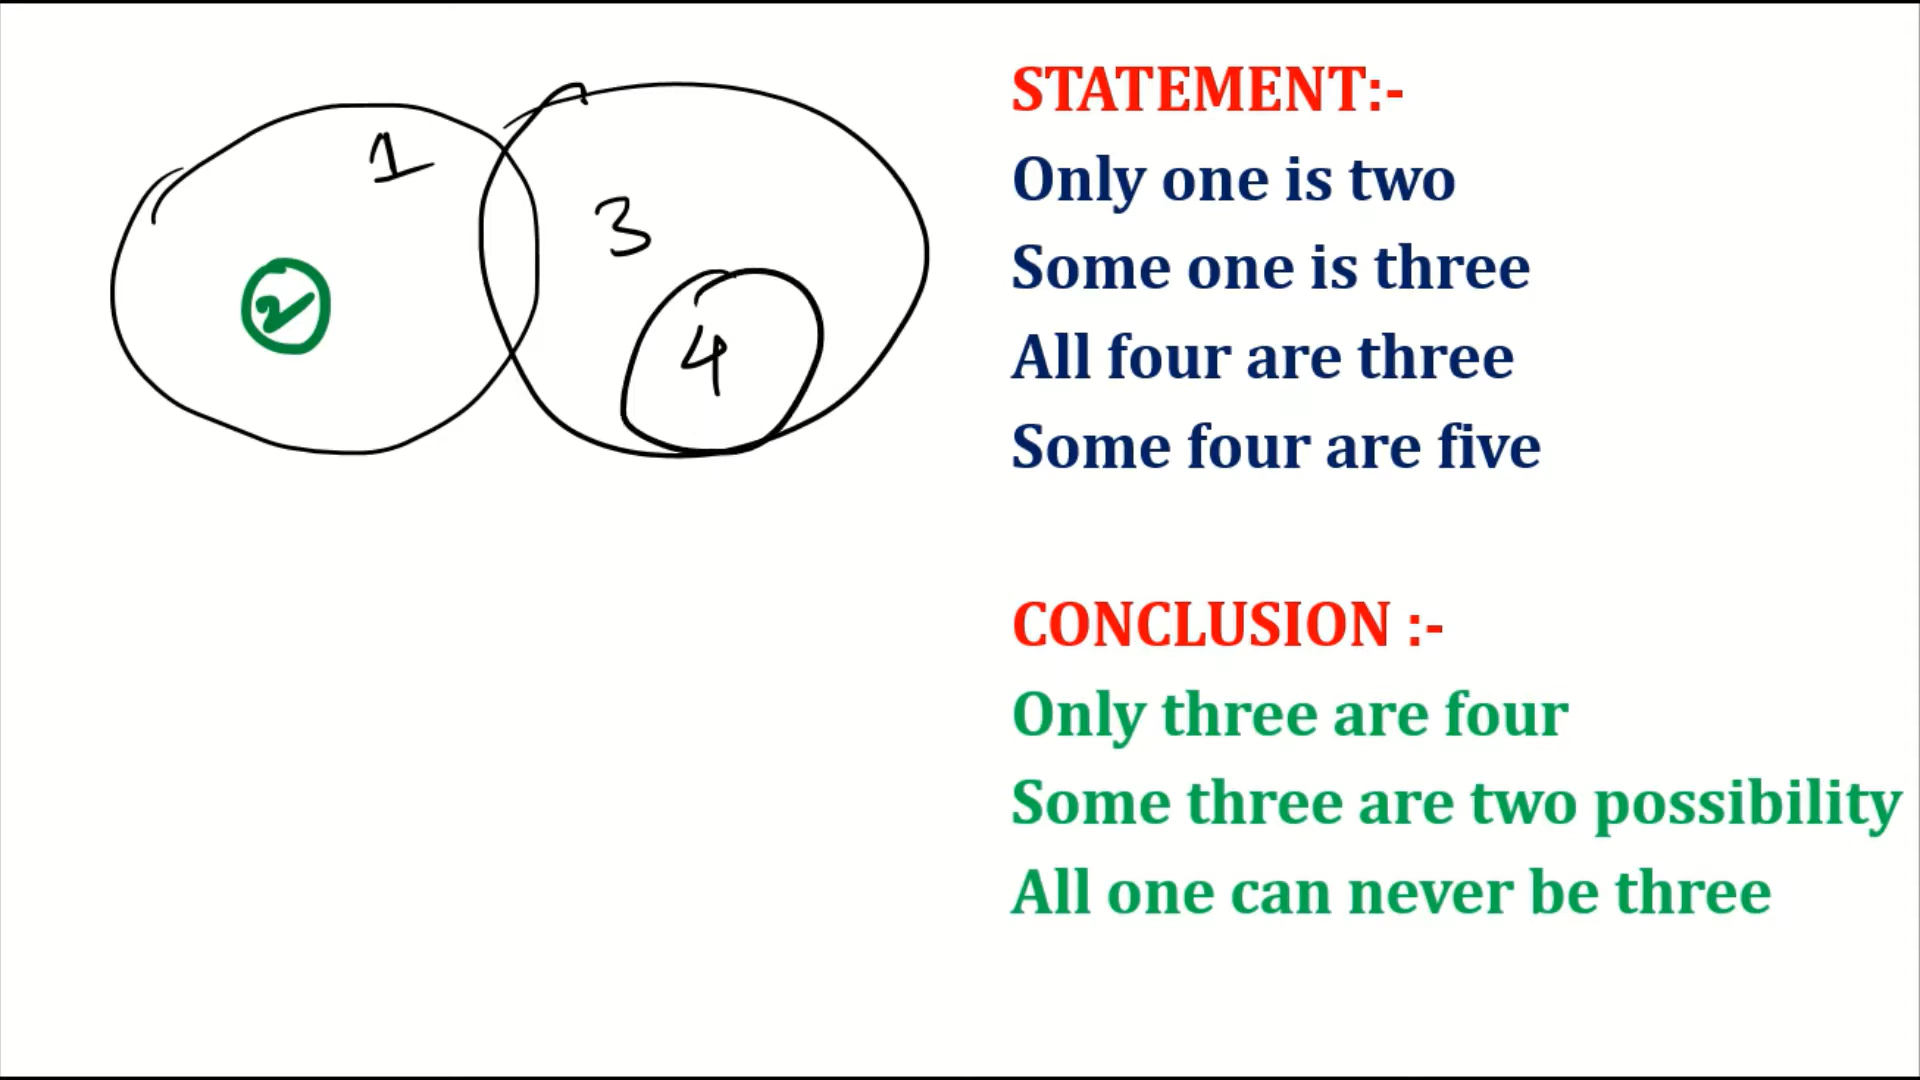 1
2
3
4
STATEMENT:-
Only one is two
Some one is three
All four are three
Some four are five
CONCLUSION :-
Only three are four
Some three are two possibility
All one can never be three